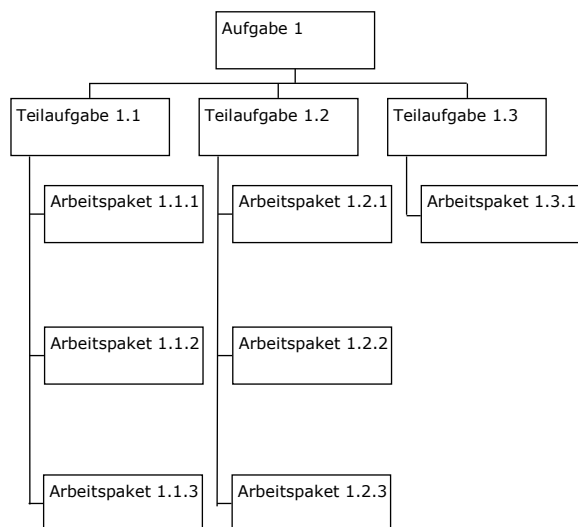 Aufgabe 1
Teilaufgabe 1.1
Teilaufgabe 1.2
Teilaufgabe 1.3
Arbeitspaket 1.1.1
Arbeitspaket 1.2.1
Arbeitspaket 1.3.1
Arbeitspaket 1.1.2
Arbeitspaket 1.2.2
Arbeitspaket 1.1.3
Arbeitspaket 1.2.3